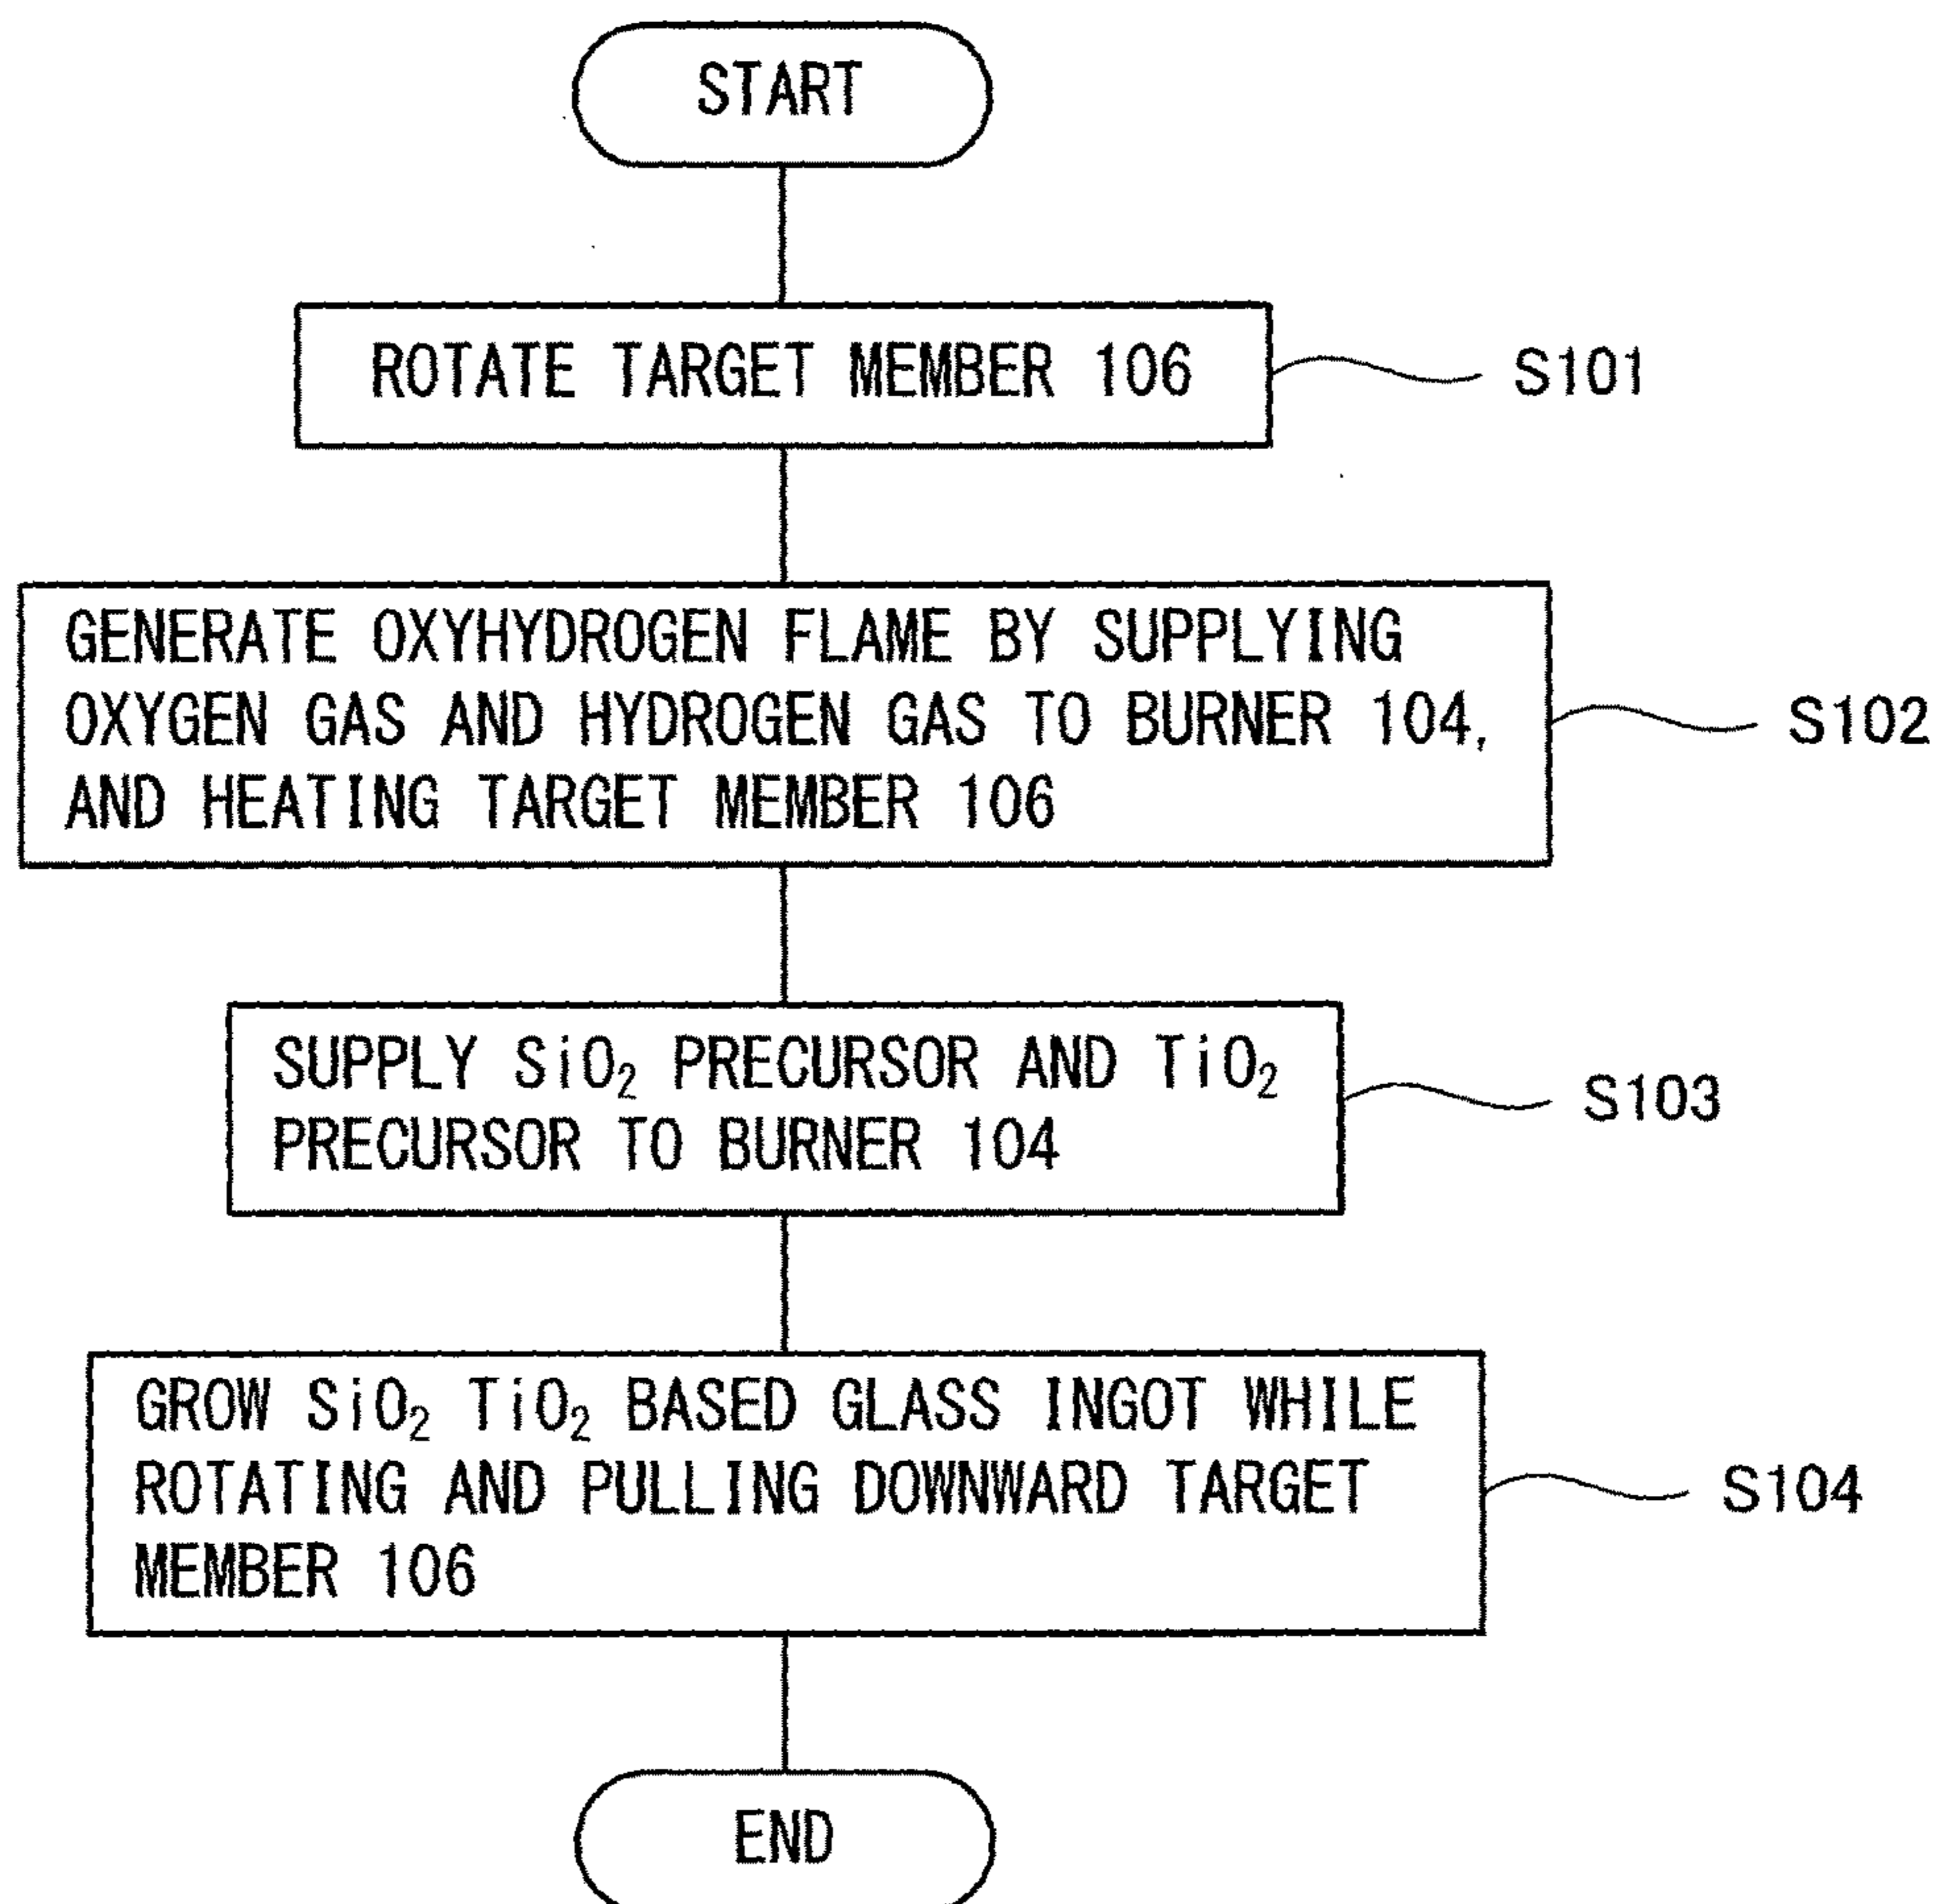 START
ROTATE TARGET MEMBER 106
S101
GENERATE OXYHYDROGEN FLAME BY SUPPLYING
OXYGEN GAS AND HYDROGEN GAS TO BURNER 104,
AND HEATING TARGET MEMBER 106
S102
SUPPLY SiO₂ PRECURSOR AND TiO₂
PRECURSOR TO BURNER 104
S103
GROW SiO₂ TiO₂ BASED GLASS INGOT WHILE
ROTATING AND PULLING DOWNWARD TARGET
MEMBER 106
S104
END